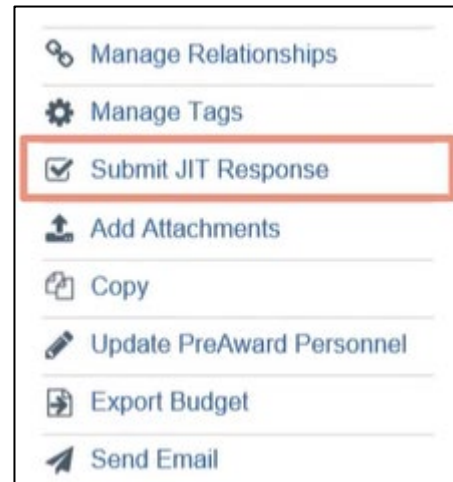 Manage Relationships
Manage Tags
Submit JIT Response
Add Attachments
Copy
Update PreAward Personnel
Export Budget
Send Email